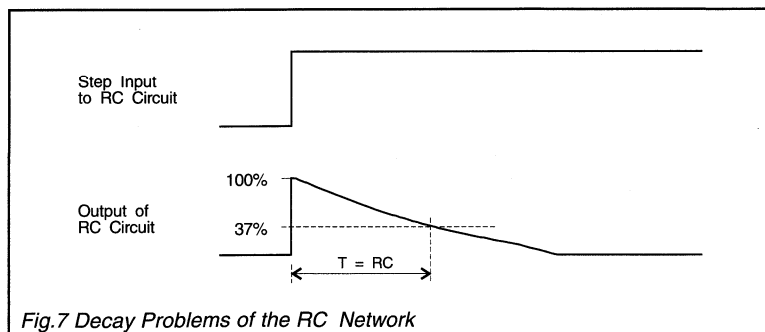 Step Input
to RC Circuit
100%
Output of
RC Circuit
37%
T = RC
Fig.7 Decay Problems of the RC Network